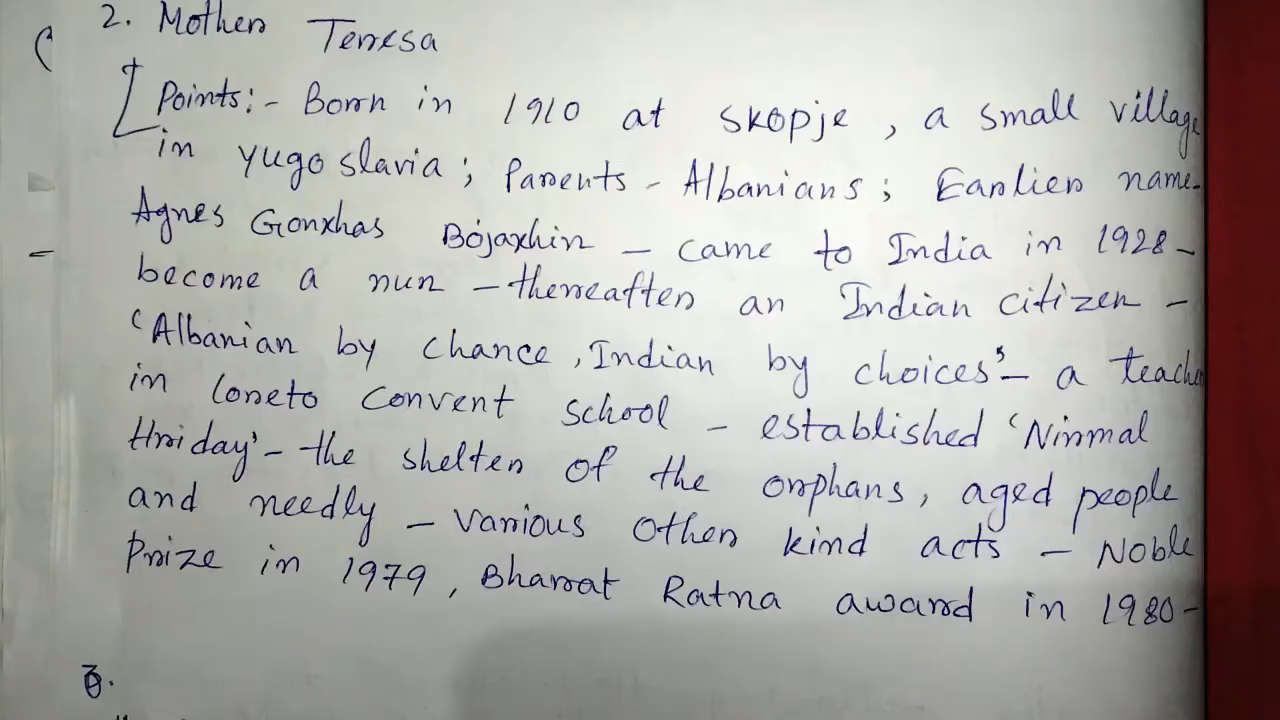 2. Mother Teresa
[Points:- Born in 1910 at Skopje, a small village
in Yugoslavia; Parents - Albanians; Earlier name-
Agnes Gonxhas Bojaxhin - came to India in 1928-
become a nun - thereafter an Indian citizen -
'Albanian by chance, Indian by choices'- a teacher
in Loreto Convent School - established 'Nirmal
Hriday'- the shelter of the orphans, aged people
and needly - various other kind acts - Noble
Prize in 1979, Bharat Ratna award in 1980-
3.